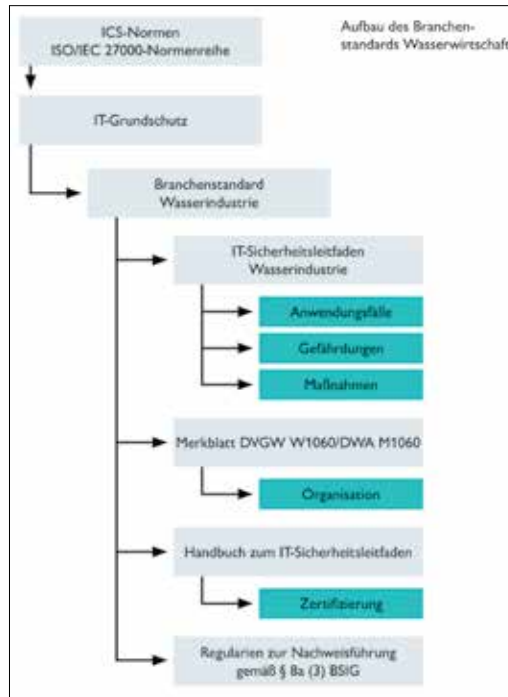 ICS-Normen
ISO/IEC 27000-Normenreihe
Aufbau des Branchen-
standards Wasserwirtschaft
IT-Grundschutz
Branchenstandard
Wasserindustrie
IT-Sicherheitsleitfaden
Wasserindustrie
Anwendungsfälle
Gefährdungen
Maßnahmen
Merkblatt DVGW W1060/DWA M1060
Organisation
Handbuch zum IT-Sicherheitsleitfaden
Zertifizierung
Regularien zur Nachweisführung
gemäß § 8a (3) BSIG